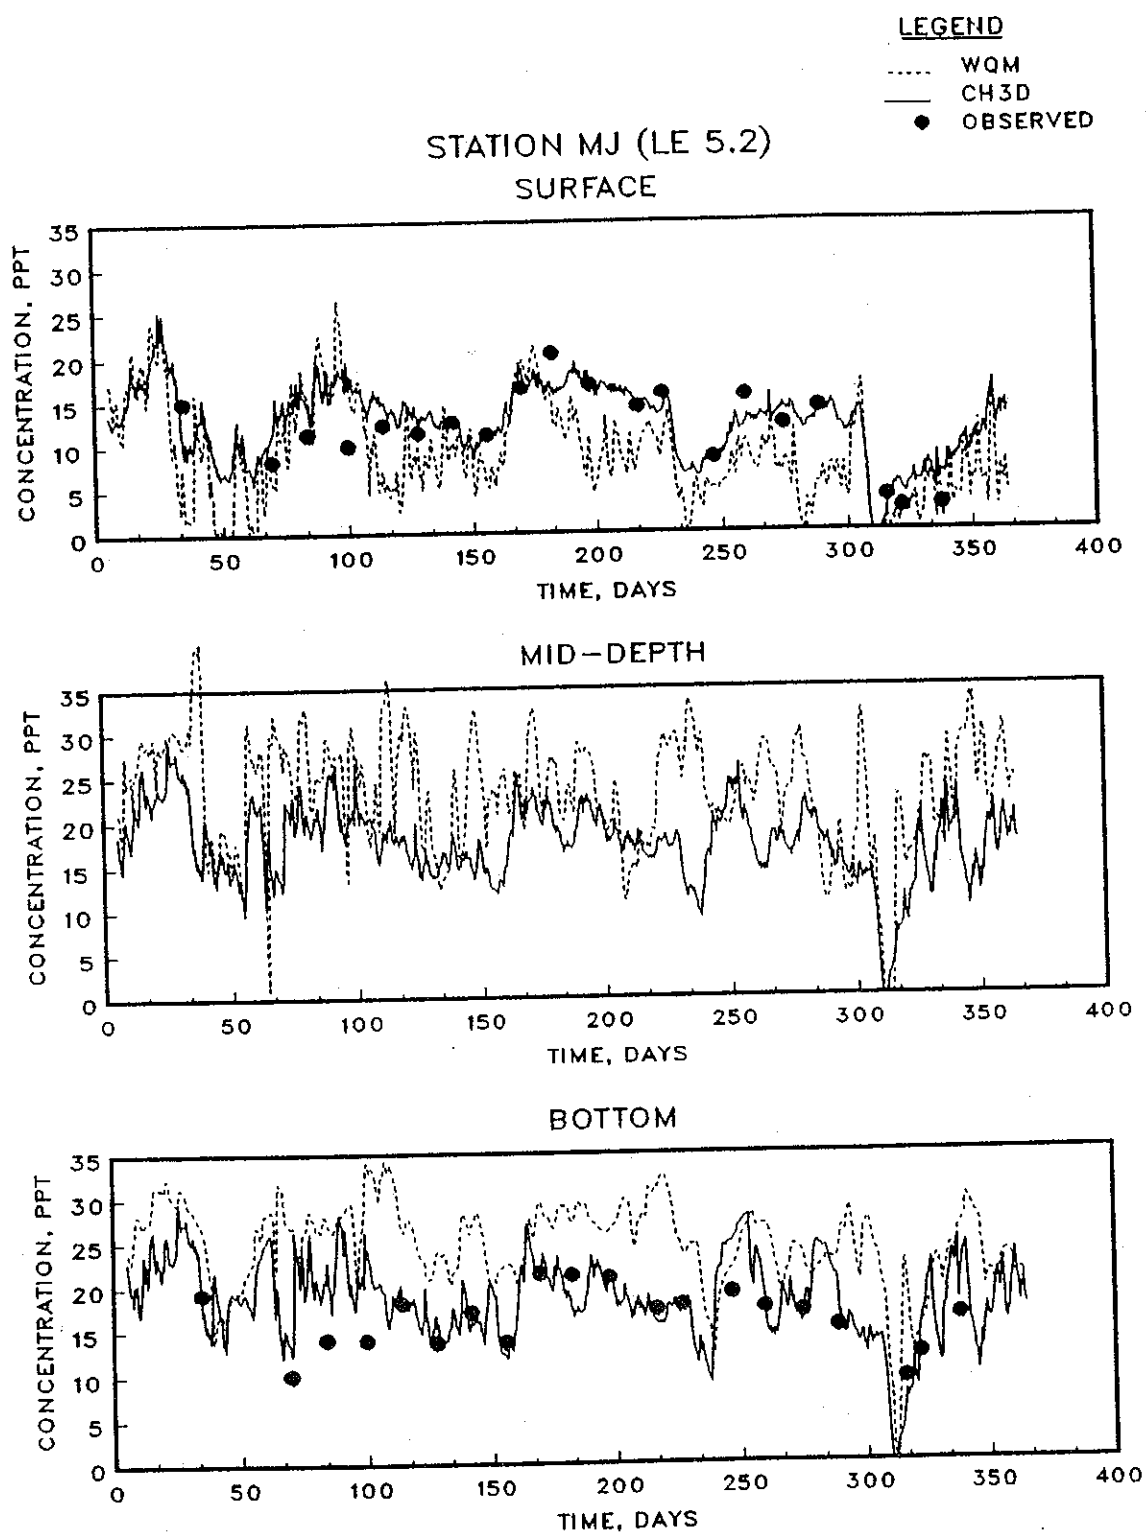 LEGEND
WQM
CH3D
OBSERVED
STATION MJ (LE 5.2)
SURFACE
CONCENTRATION, PPT
35
30
25
20
15
10
5
0
0 50 100 150 200 250 300 350 400
TIME, DAYS
MID-DEPTH
CONCENTRATION, PPT
35
30
25
20
15
10
5
0
0 50 100 150 200 250 300 350 400
TIME, DAYS
BOTTOM
CONCENTRATION, PPT
35
30
25
20
15
10
5
0
0 50 100 150 200 250 300 350 400
TIME, DAYS